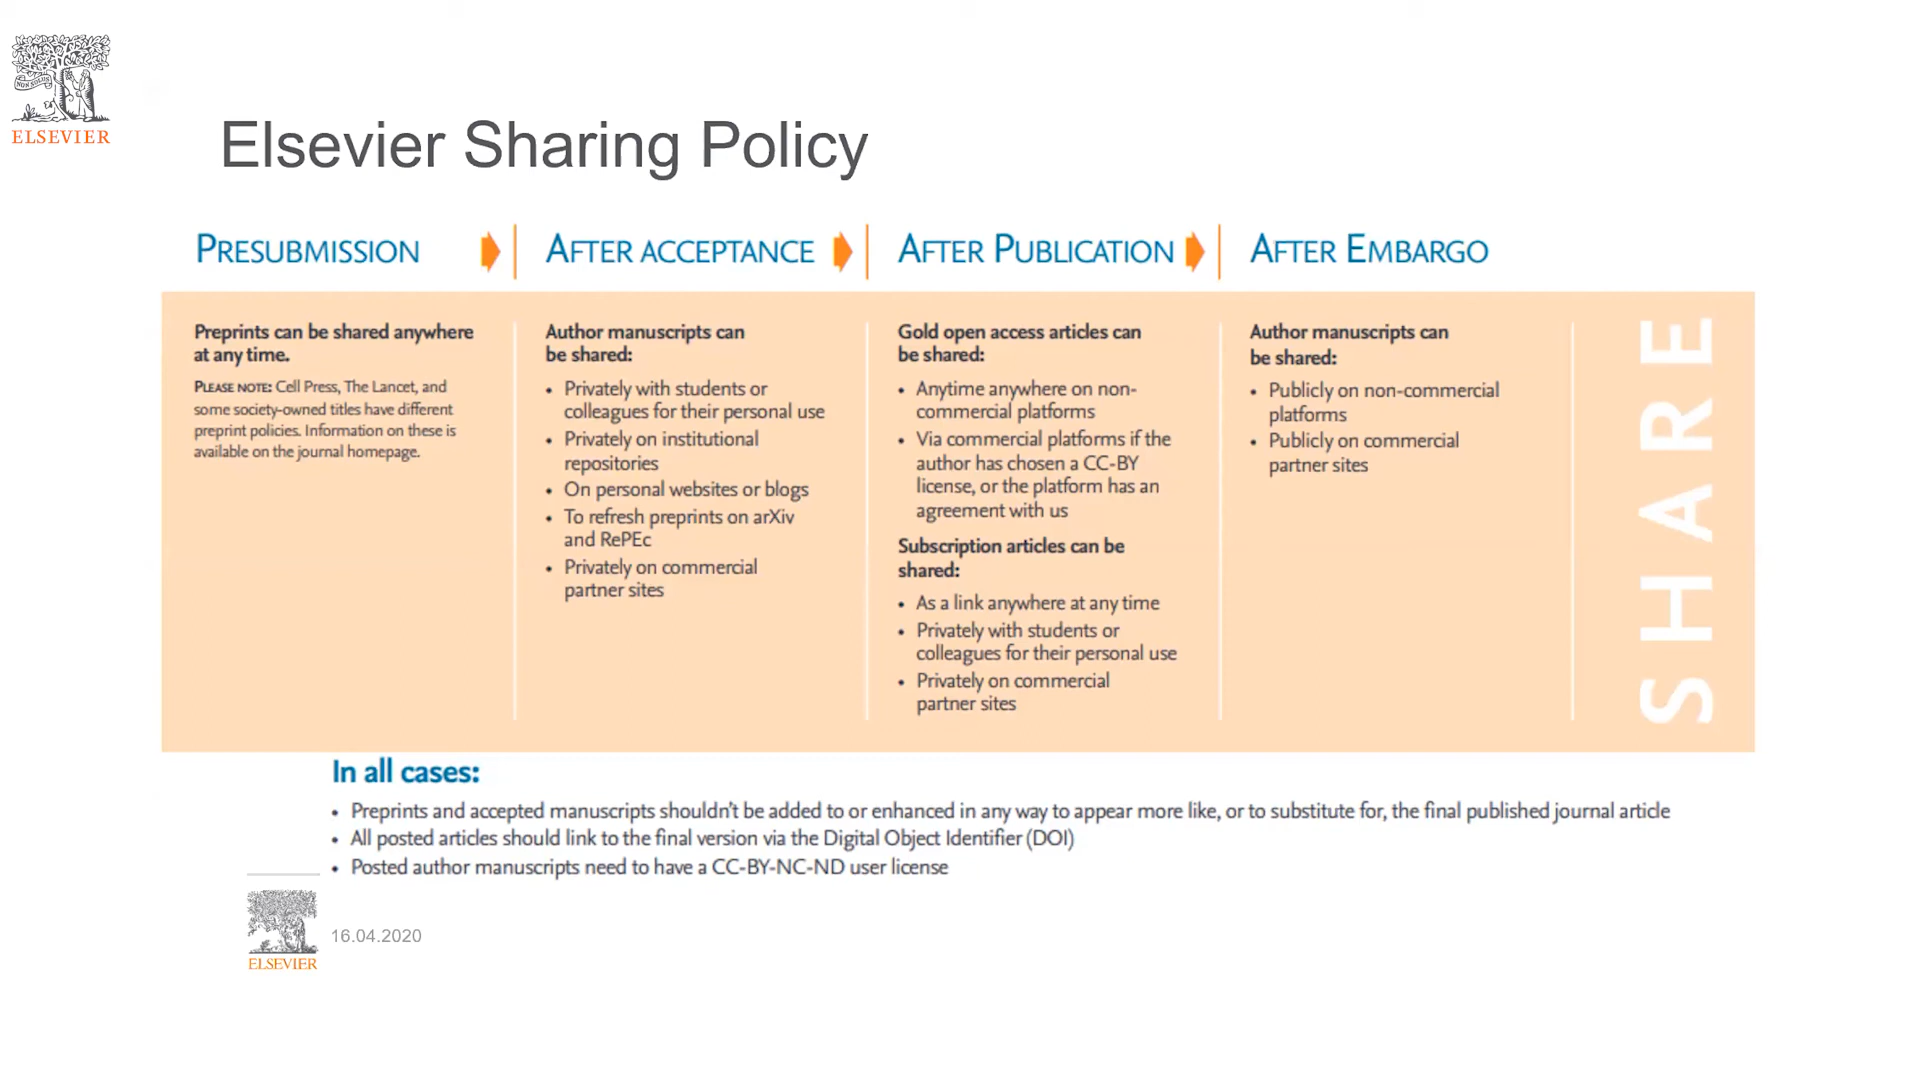 NON SOLUS
ELSEVIER
Elsevier Sharing Policy
PRESUBMISSION
AFTER ACCEPTANCE
AFTER PUBLICATION
AFTER EMBARGO
Preprints can be shared anywhere
at any time.
PLEASE NOTE: Cell Press, The Lancet, and
some society-owned titles have different
preprint policies. Information on these is
available on the journal homepage.
Author manuscripts can
be shared:
• Privately with students or
colleagues for their personal use
• Privately on institutional
repositories
• On personal websites or blogs
• To refresh preprints on arXiv
and RePEc
• Privately on commercial
partner sites
Gold open access articles can
be shared:
• Anytime anywhere on non-
commercial platforms
• Via commercial platforms if the
author has chosen a CC-BY
license, or the platform has an
agreement with us
Subscription articles can be
shared:
• As a link anywhere at any time
• Privately with students or
colleagues for their personal use
• Privately on commercial
partner sites
Author manuscripts can
be shared:
• Publicly on non-commercial
platforms
• Publicly on commercial
partner sites
SHARE
In all cases:
• Preprints and accepted manuscripts shouldn't be added to or enhanced in any way to appear more like, or to substitute for, the final published journal article
• All posted articles should link to the final version via the Digital Object Identifier (DOI)
• Posted author manuscripts need to have a CC-BY-NC-ND user license
ELSEVIER
16.04.2020